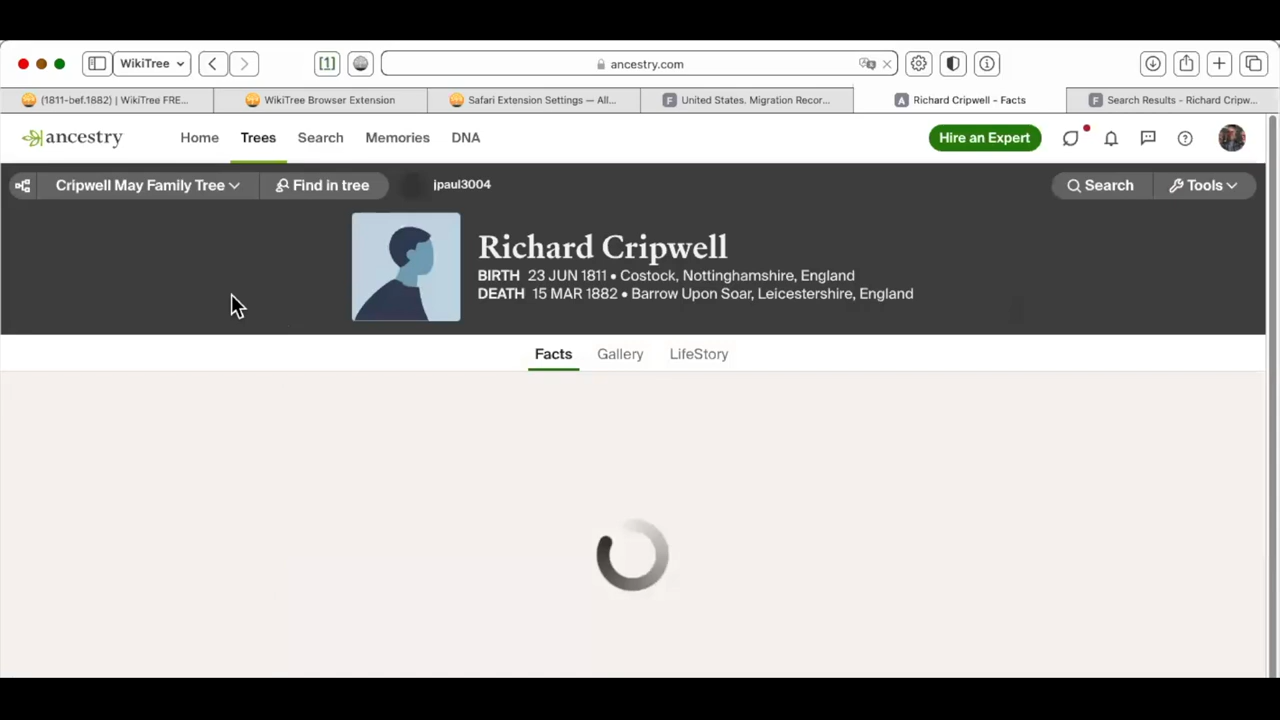 WikiTree
[1]
ancestry.com
(1811-bef.1882) | WikiTree FRE...
WikiTree Browser Extension
Safari Extension Settings — All...
F United States. Migration Recor...
A Richard Cripwell - Facts
F Search Results - Richard Cripw...
ancestry
Home
Trees
Search
Memories
DNA
Hire an Expert
Cripwell May Family Tree
Find in tree
jpaul3004
Search
Tools
Richard Cripwell
BIRTH 23 JUN 1811 • Costock, Nottinghamshire, England
DEATH 15 MAR 1882 • Barrow Upon Soar, Leicestershire, England
Facts
Gallery
LifeStory